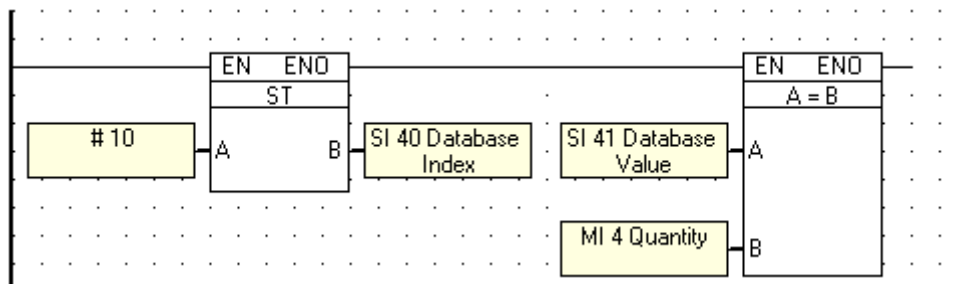 EN ENO
ST
# 10
A
B
SI 40 Database
Index
EN ENO
A = B
SI 41 Database
Value
A
MI 4 Quantity
B